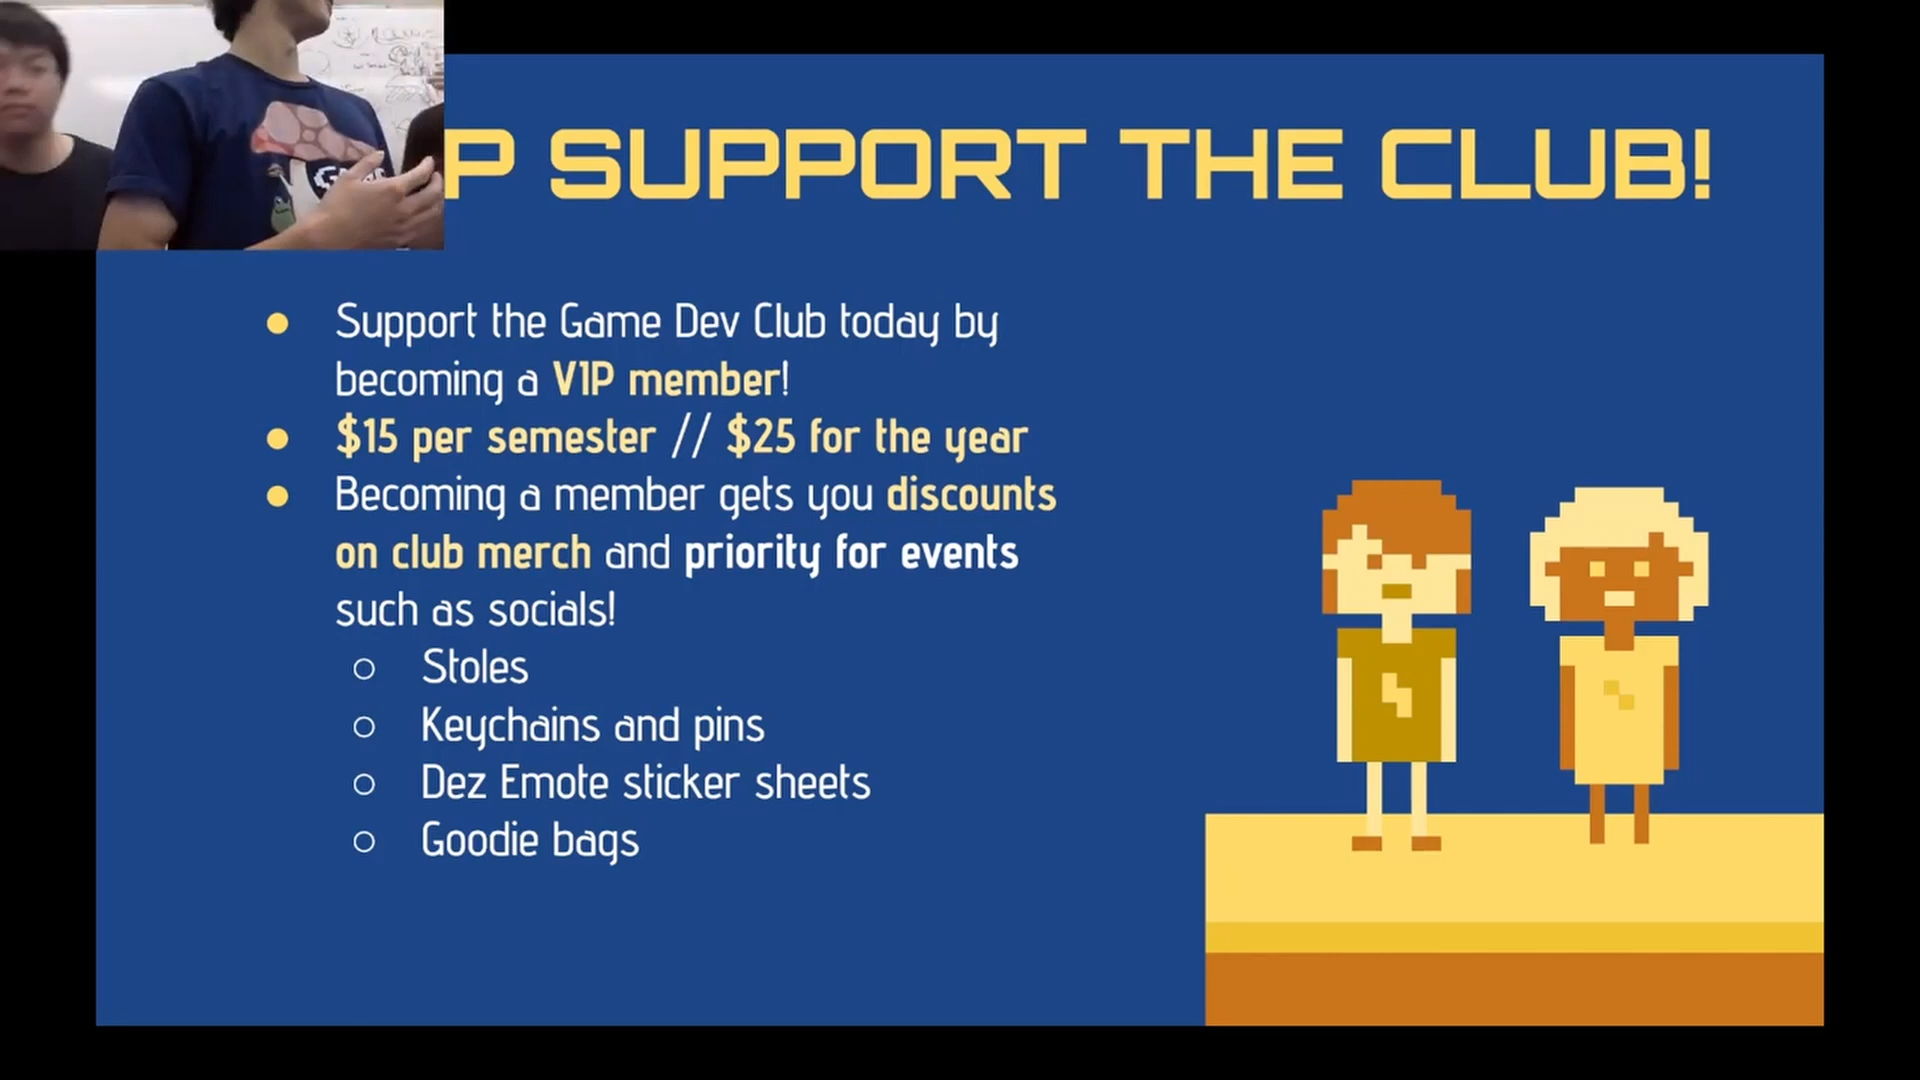 P SUPPORT THE CLUB!
Support the Game Dev Club today by
becoming a VIP member!
$15 per semester // $25 for the year
Becoming a member gets you discounts
on club merch and priority for events
such as socials!
Stoles
Keychains and pins
Dez Emote sticker sheets
Goodie bags